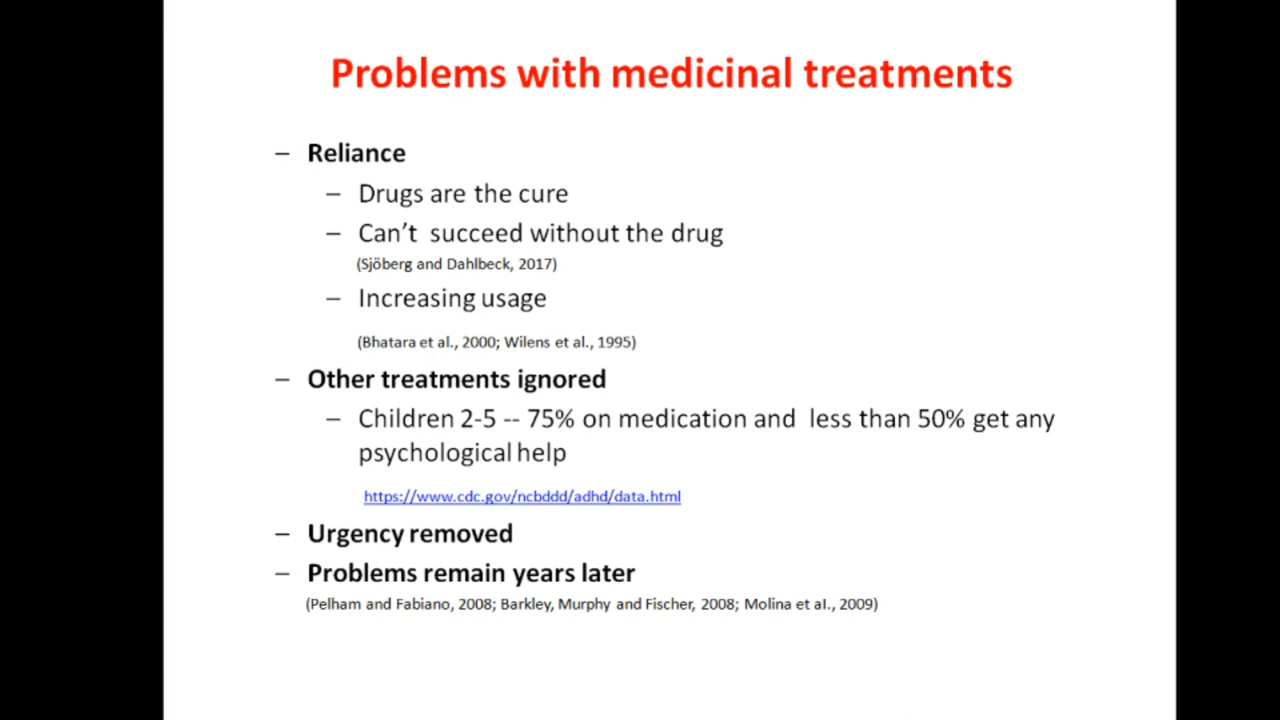 Problems with medicinal treatments
– Reliance
– Drugs are the cure
– Can't succeed without the drug
(Sjöberg and Dahlbeck, 2017)
– Increasing usage
(Bhatara et al., 2000; Wilens et al., 1995)
– Other treatments ignored
– Children 2-5 -- 75% on medication and less than 50% get any
psychological help
https://www.cdc.gov/ncbddd/adhd/data.html
– Urgency removed
– Problems remain years later
(Pelham and Fabiano, 2008; Barkley, Murphy and Fischer, 2008; Molina et al., 2009)